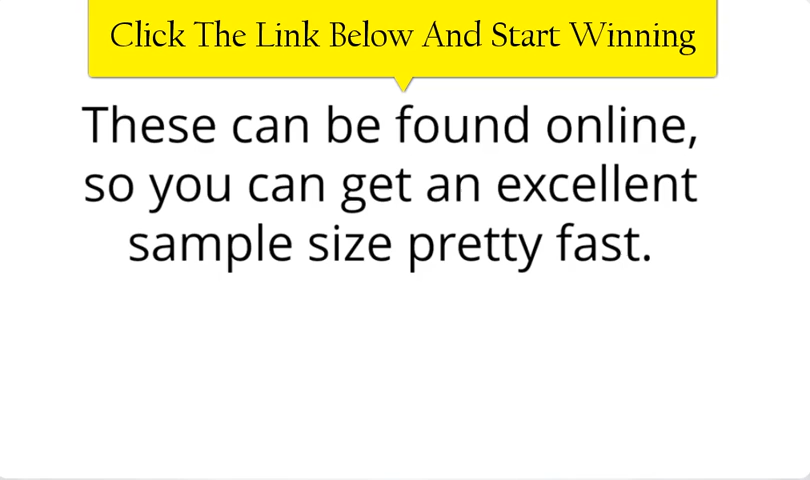 Click The Link Below And Start Winning
These can be found online,
so you can get an excellent
sample size pretty fast.